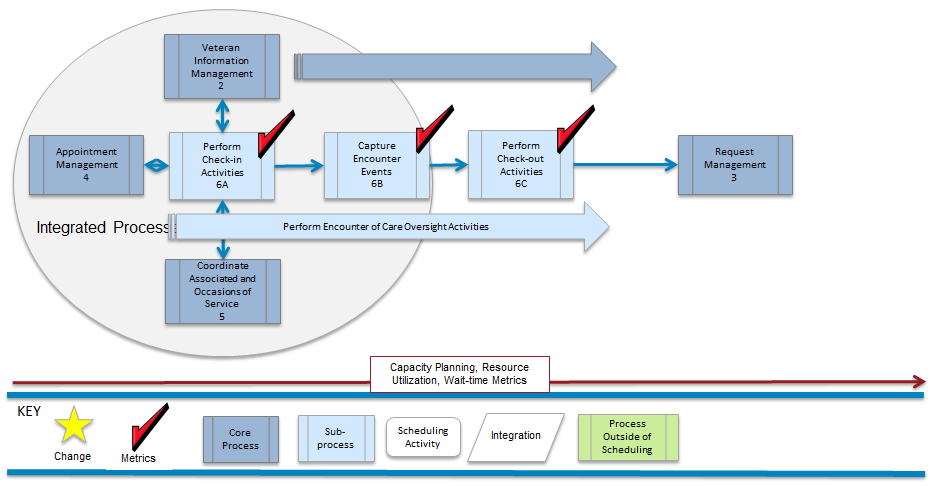 Veteran
Information
Management
2
Appointment
Management
4
Perform
Check-in
Activities
6A
Capture
Encounter
Events
6B
Perform
Check-out
Activities
6C
Request
Management
3
Integrated Process
Perform Encounter of Care Oversight Activities
Coordinate
Associated and
Occasions of
Service
5
Capacity Planning, Resource
Utilization, Wait-time Metrics
KEY
Change
Metrics
Core
Process
Sub-
process
Scheduling
Activity
Integration
Process
Outside of
Scheduling